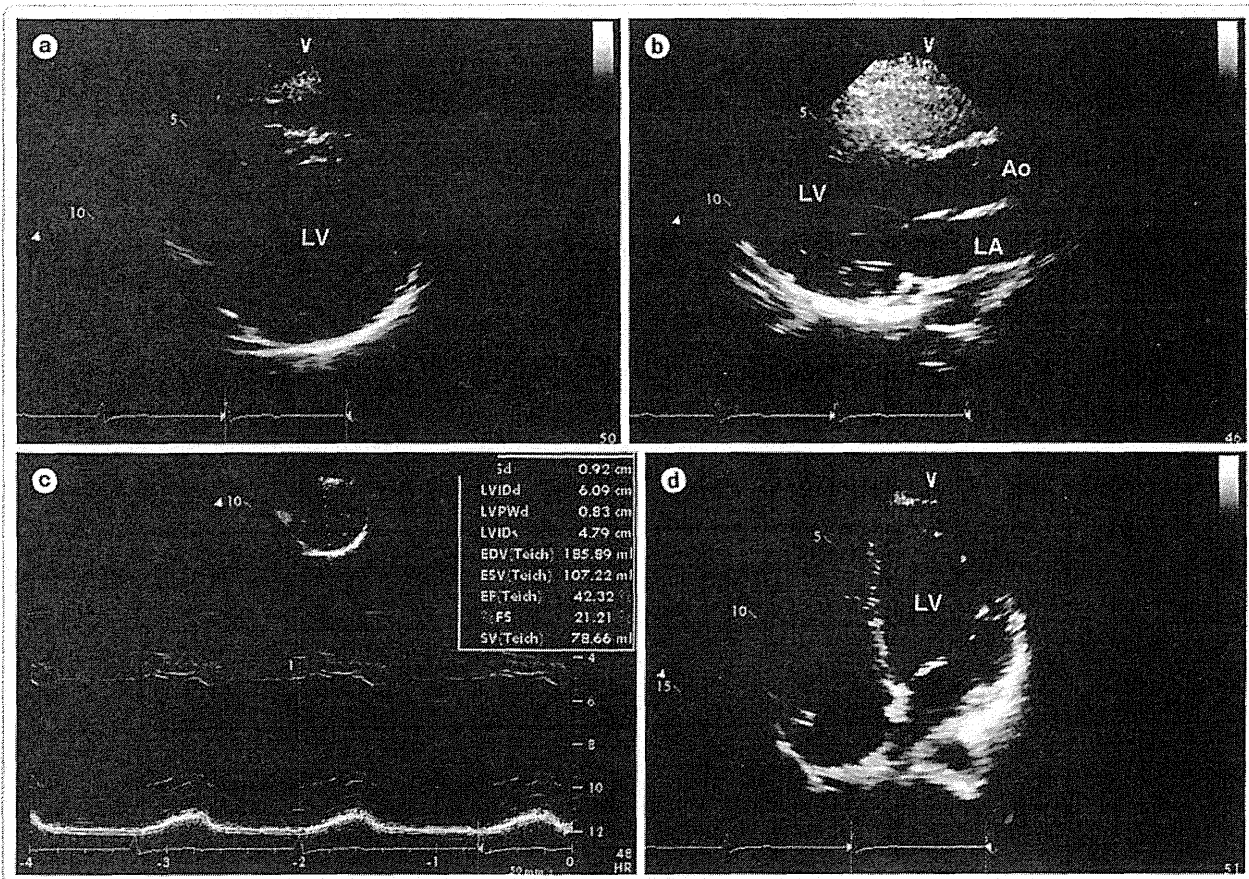 a
V
5
10
LV
50
b
V
5
Ao
LV
10
LA
46
c
10
Sd 0.92 cm
LVIDd 6.09 cm
LVPWd 0.83 cm
LVIDs 4.79 cm
EDV(Teich) 185.89 ml
ESV(Teich) 107.22 ml
EF(Teich) 42.32 %
%FS 21.21 %
SV(Teich) 78.66 ml
4
6
8
10
12
-4 -3 -2 -1 0
48
HR
d
V
5
LV
10
15
51